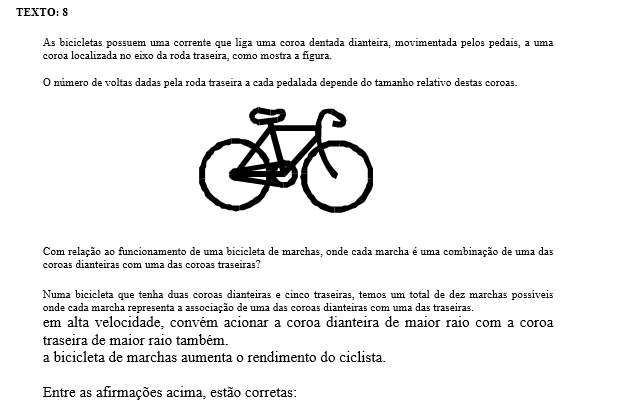 TEXTO: 8
As bicicletas possuem uma corrente que liga uma coroa dentada dianteira, movimentada pelos pedais, a uma
coroa localizada no eixo da roda traseira, como mostra a figura.
O número de voltas dadas pela roda traseira a cada pedalada depende do tamanho relativo destas coroas.
Com relação ao funcionamento de uma bicicleta de marchas, onde cada marcha é uma combinação de uma das
coroas dianteiras com uma das coroas traseiras?
Numa bicicleta que tenha duas coroas dianteiras e cinco traseiras, temos um total de dez marchas possíveis
onde cada marcha representa a associação de uma das coroas dianteiras com uma das traseiras.
em alta velocidade, convém acionar a coroa dianteira de maior raio com a coroa
traseira de maior raio também.
a bicicleta de marchas aumenta o rendimento do ciclista.
Entre as afirmações acima, estão corretas: